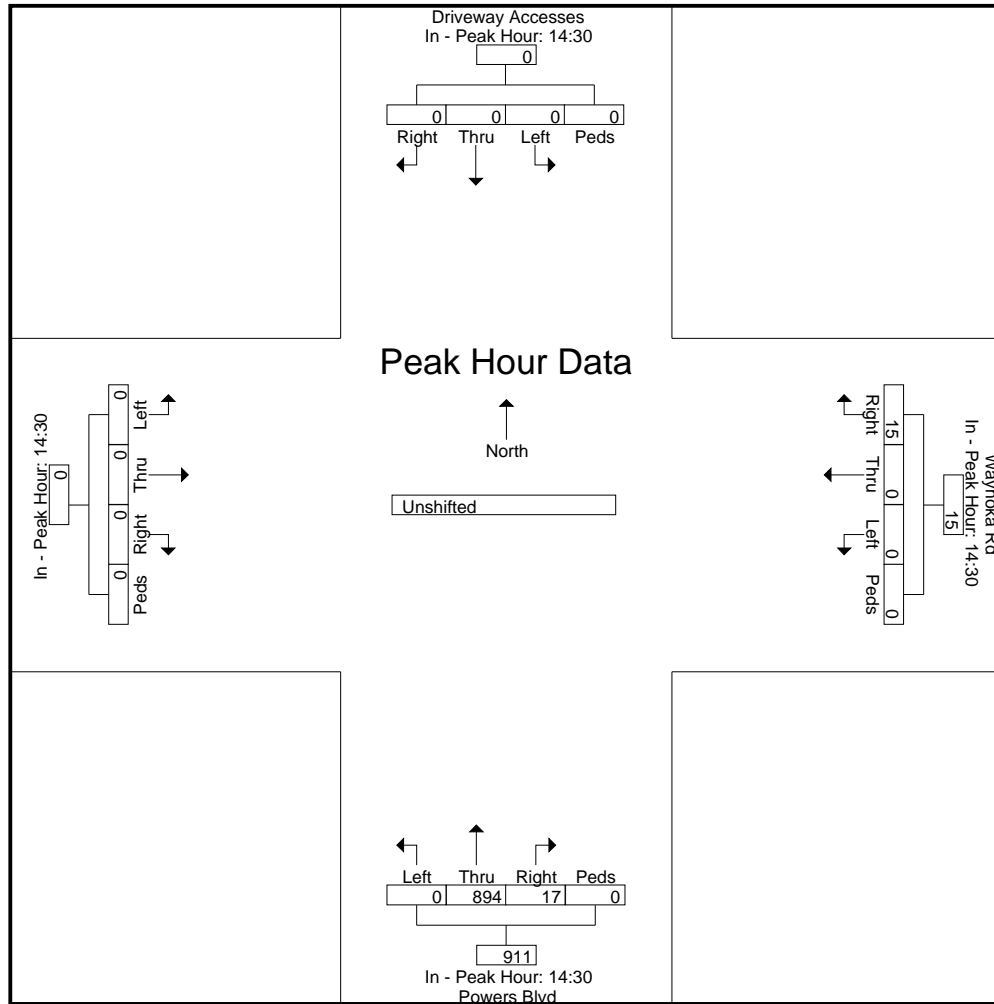 Driveway Accesses
In - Peak Hour: 14:30
0
0 0 0 0
Right Thru Left Peds
Peak Hour Data
North
Unshifted
In - Peak Hour: 14:30
0
0 0 0 0
Left Thru Right Peds
Waynoka Rd
In - Peak Hour: 14:30
15
15 0 0 0
Right Thru Left Peds
Left Thru Right Peds
0 894 17 0
911
In - Peak Hour: 14:30
Powers Blvd